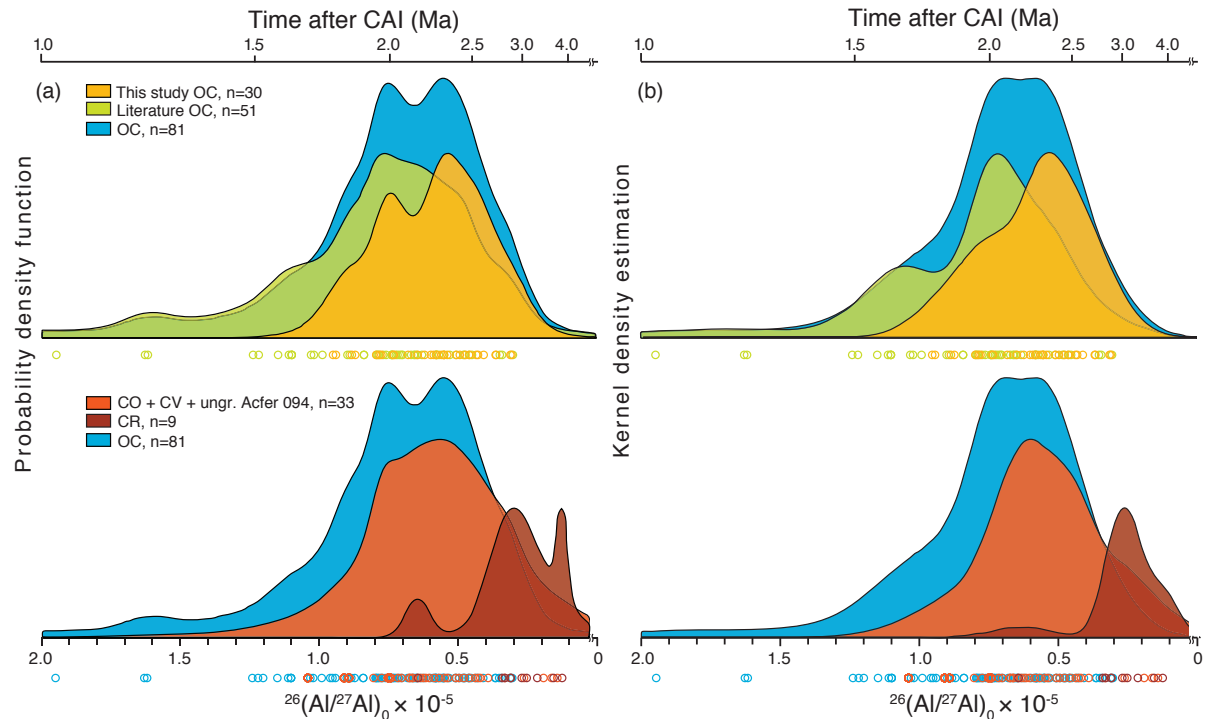 Time after CAI (Ma)
1.0 1.5 2.0 2.5 3.0 4.0
(a)
This study OC, n=30
Literature OC, n=51
OC, n=81
Probability density function
CO + CV + ungr. Acfer 094, n=33
CR, n=9
OC, n=81
2.0 1.5 1.0 0.5 0
²⁶(Al/²⁷Al)₀ × 10⁻⁵
Time after CAI (Ma)
1.0 1.5 2.0 2.5 3.0 4.0
(b)
Kernel density estimation
2.0 1.5 1.0 0.5 0
²⁶(Al/²⁷Al)₀ × 10⁻⁵